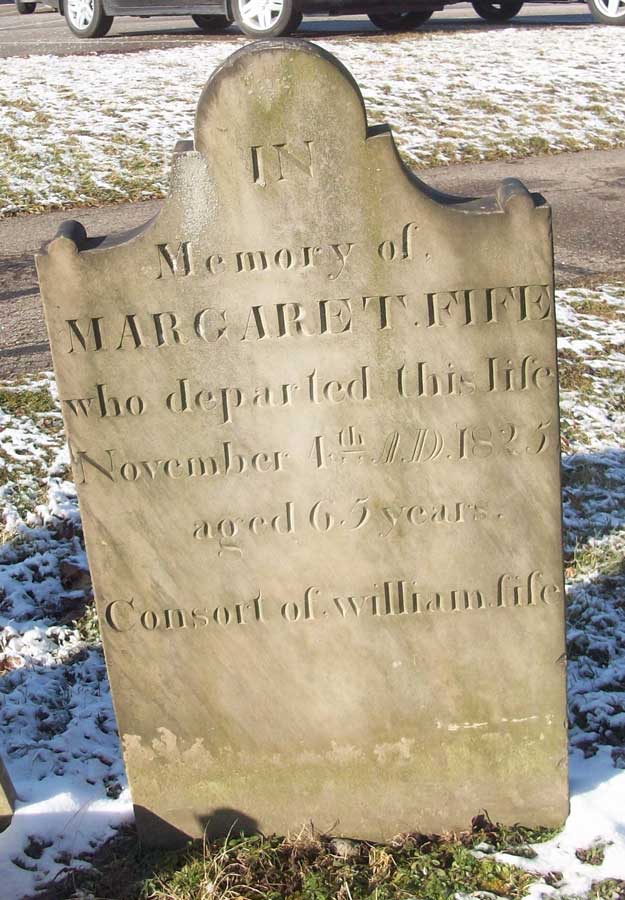 IN
Memory of.
MARGARET. FIFE
who departed this life
November 4th A.D. 1825
aged 65 years.
Consort of. william. fife